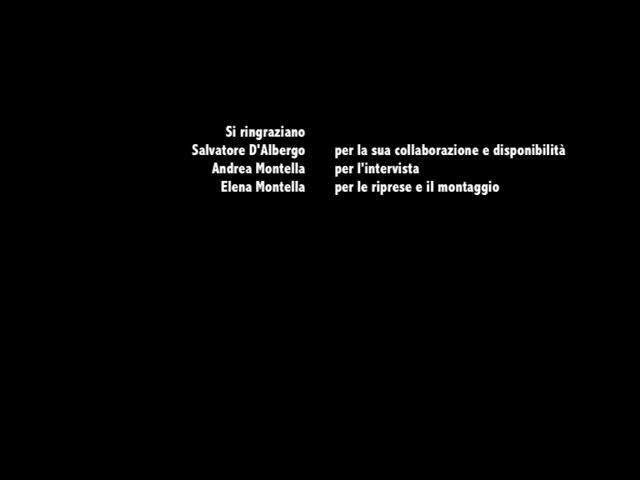 Si ringraziano
Salvatore D'Albergo per la sua collaborazione e disponibilità
Andrea Montella per l'intervista
Elena Montella per le riprese e il montaggio